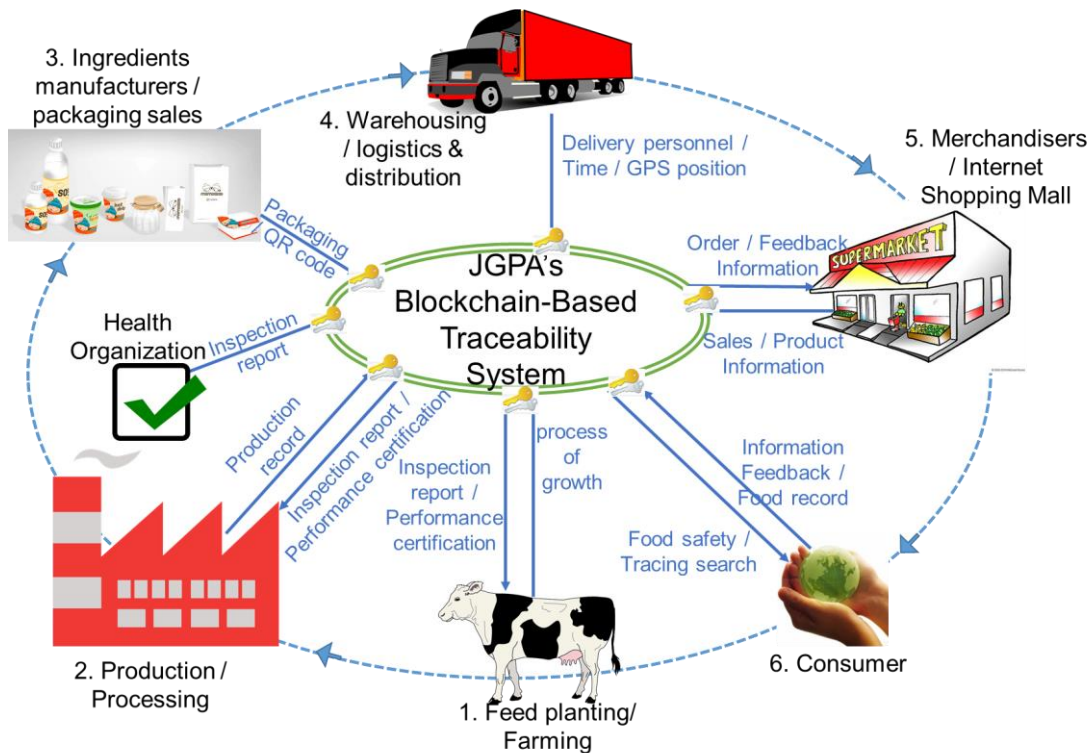 3. Ingredients
manufacturers /
packaging sales
4. Warehousing
/ logistics &
distribution
Delivery personnel /
Time / GPS position
5. Merchandisers
/ Internet
Shopping Mall
SUPERMARKET
Packaging
QR code
Order / Feedback
Information
JGPA's
Blockchain-Based
Traceability
System
Health
Organization
Inspection
report
Sales / Product
Information
Production
record
Inspection report /
Performance certification
Inspection
report /
Performance
certification
process
of
growth
Information
Feedback /
Food record
Food safety /
Tracing search
2. Production /
Processing
1. Feed planting/
Farming
6. Consumer